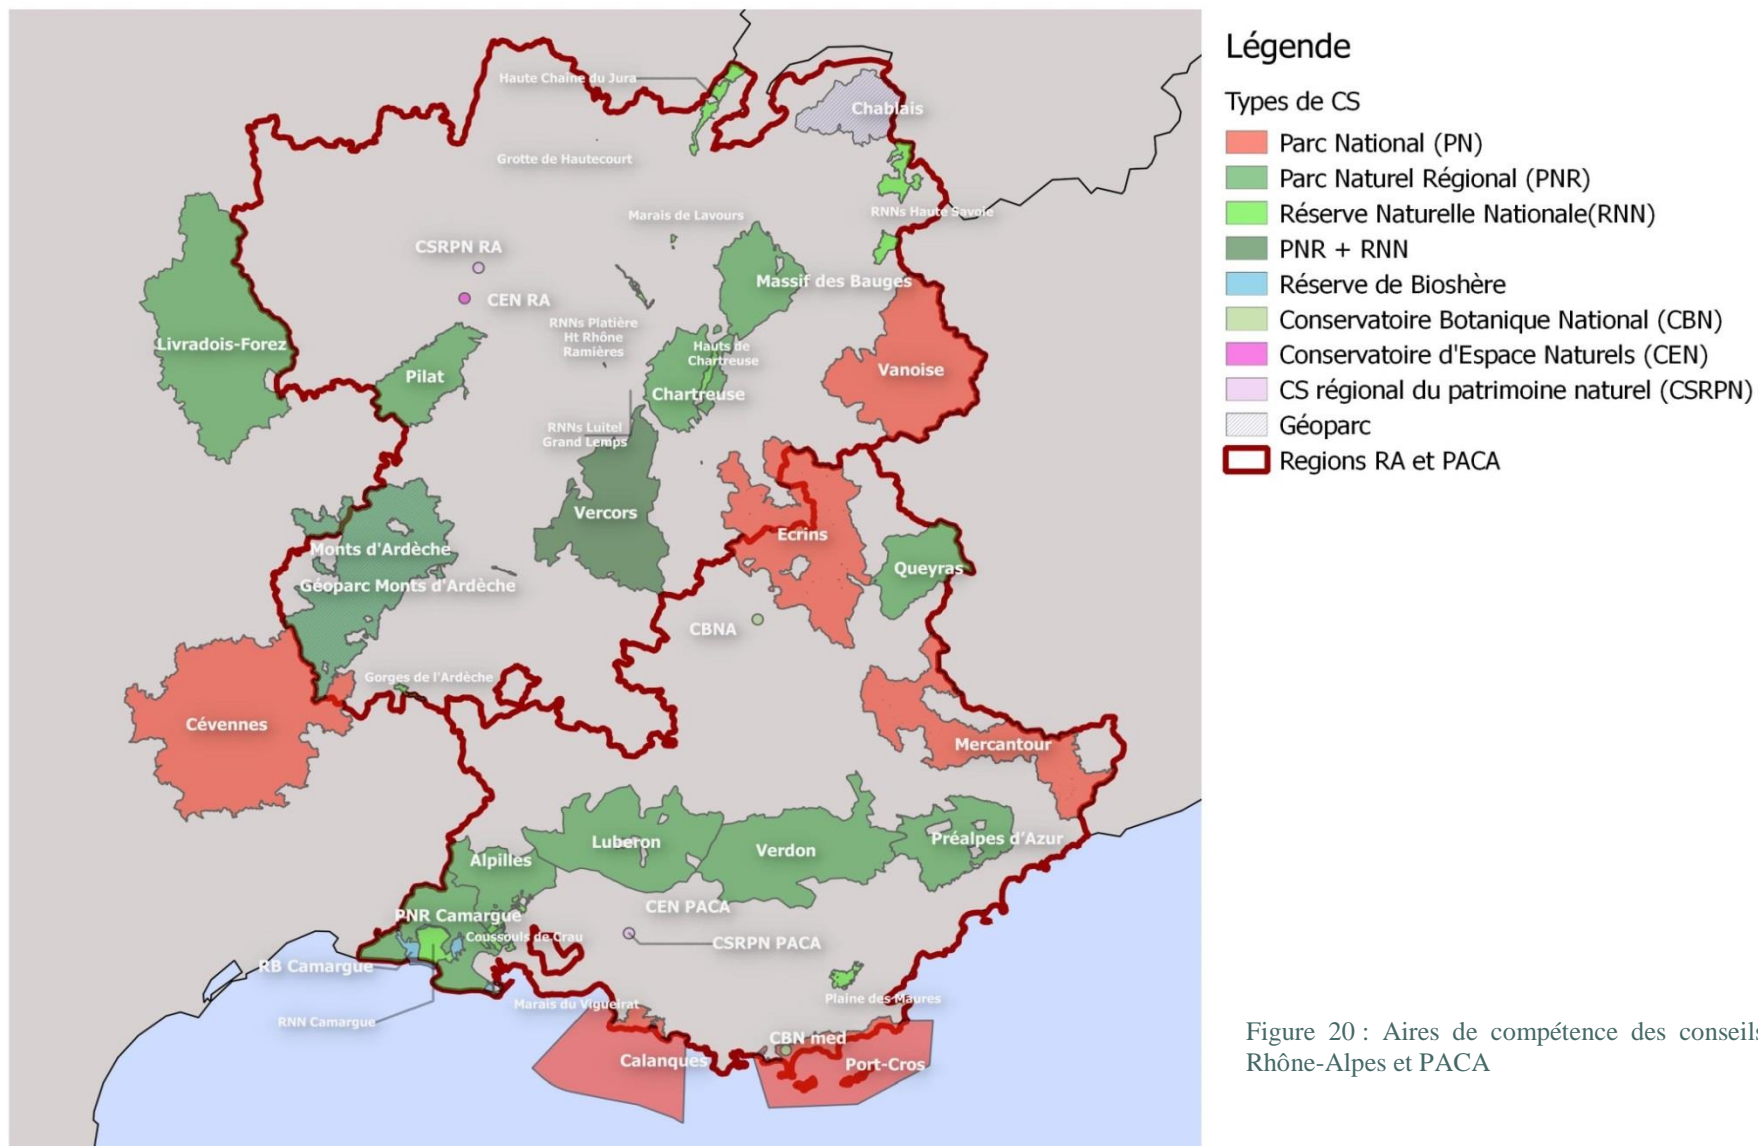 Haute Chaîne du Jura
Chablais
Grotte de Hautecourt
Marais de Lavours
RNNs Haute Savoie
CSRPN RA
CEN RA
Massif des Bauges
RNNs Platière
Ht Rhône
Ramières
Livradois-Forez
Pilat
Hauts de
Chartreuse
Chartreuse
Vanoise
RNNs Luitel
Grand Lemps
Vercors
Ecrins
Monts d'Ardèche
Géoparc Monts d'Ardèche
Queyras
CBNA
Gorges de l'Ardèche
Cévennes
Mercantour
Luberon
Verdon
Préalpes d'Azur
Alpilles
PNR Camargue
CEN PACA
Coussouls de Crau
CSRPN PACA
RB Camargue
RNN Camargue
Marais du Vigueirat
Plaine des Maures
CBN med
Calanques
Port-Cros
Légende
Types de CS
Parc National (PN)
Parc Naturel Régional (PNR)
Réserve Naturelle Nationale(RNN)
PNR + RNN
Réserve de Bioshère
Conservatoire Botanique National (CBN)
Conservatoire d'Espace Naturels (CEN)
CS régional du patrimoine naturel (CSRPN)
Géoparc
Regions RA et PACA
Figure 20 : Aires de compétence des conseils
Rhône-Alpes et PACA